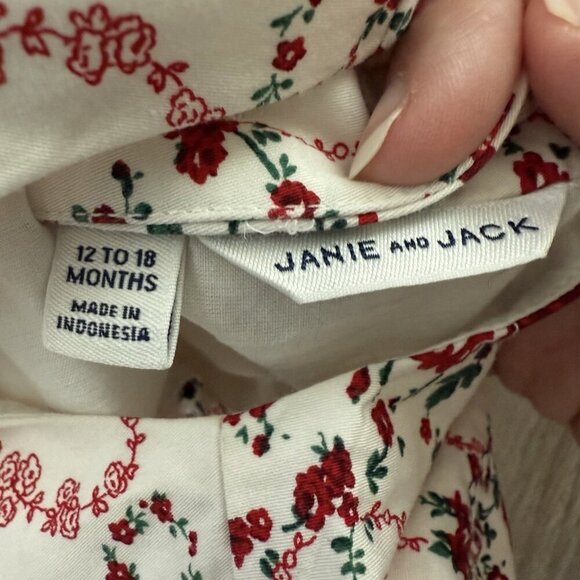 12 TO 18
MONTHS
MADE IN
INDONESIA
JANIE AND JACK